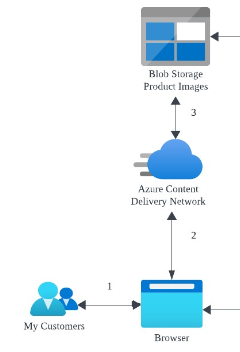 Blob Storage
Product Images
3
Azure Content
Delivery Network
2
1
My Customers
Browser